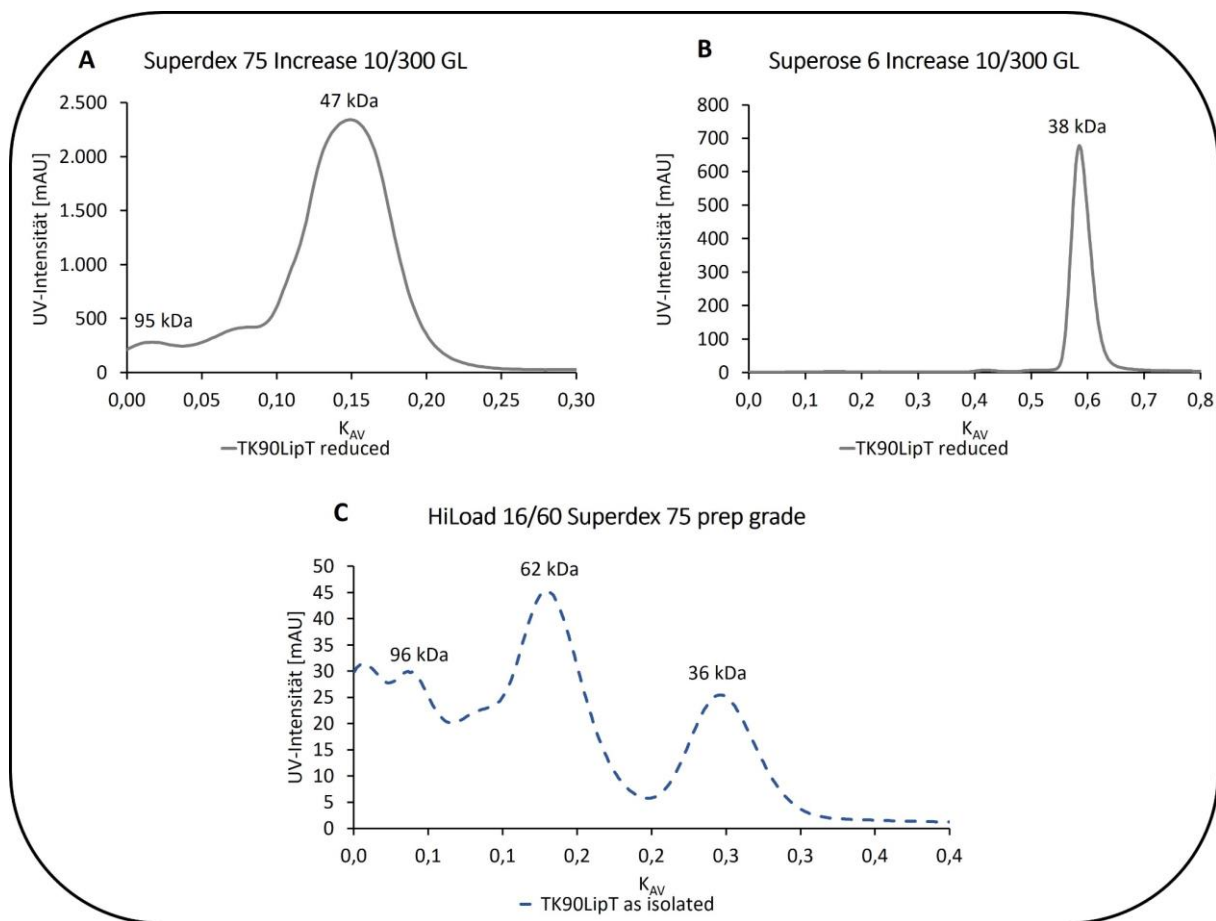 A Superdex 75 Increase 10/300 GL
UV-Intensität [mAU]
2.500
2.000
1.500
1.000
500
0
95 kDa
47 kDa
0,00 0,05 0,10 0,15 0,20 0,25 0,30
KAV
TK90LipT reduced
B Superose 6 Increase 10/300 GL
UV-Intensität [mAU]
800
700
600
500
400
300
200
100
0
38 kDa
0,0 0,1 0,2 0,3 0,4 0,5 0,6 0,7 0,8
KAV
TK90LipT reduced
C HiLoad 16/60 Superdex 75 prep grade
UV-Intensität [mAU]
50
45
40
35
30
25
20
15
10
5
0
96 kDa
62 kDa
36 kDa
0,0 0,1 0,1 0,2 0,2 0,3 0,3 0,4 0,4
KAV
TK90LipT as isolated